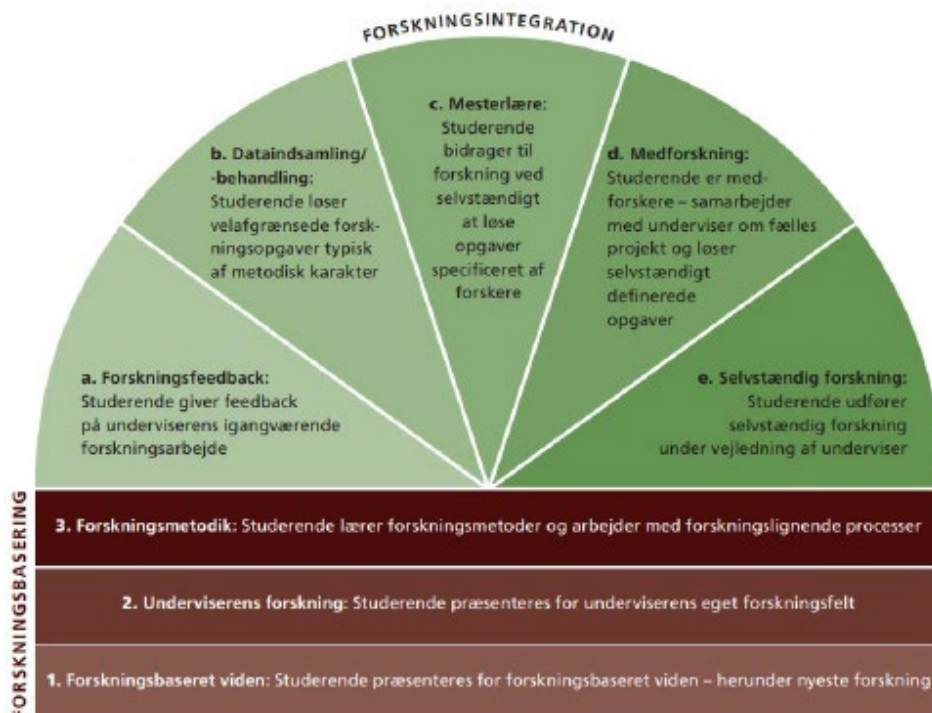 FORSKNINGSINTEGRATION
c. Mesterlære:
Studerende
bidrager til
forskning ved
selvstændigt
at løse
opgaver
specificeret af
forskere
b. Dataindsamling/
-behandling:
Studerende løser
velafgrænsede forsk-
ningsopgaver typisk
af metodisk karakter
d. Medforskning:
Studerende er med-
forskere – samarbejder
med underviser om fælles
projekt og løser
selvstændigt
definerede
opgaver
a. Forskningsfeedback:
Studerende giver feedback
på underviserens igangværende
forskningsarbejde
e. Selvstændig forskning:
Studerende udfører
selvstændig forskning
under vejledning af underviser
FORSKNINGSBASERING
3. Forskningsmetodik: Studerende lærer forskningsmetoder og arbejder med forskningslignende processer
2. Underviserens forskning: Studerende præsenteres for underviserens eget forskningsfelt
1. Forskningsbaseret viden: Studerende præsenteres for forskningsbaseret viden – herunder nyeste forskning